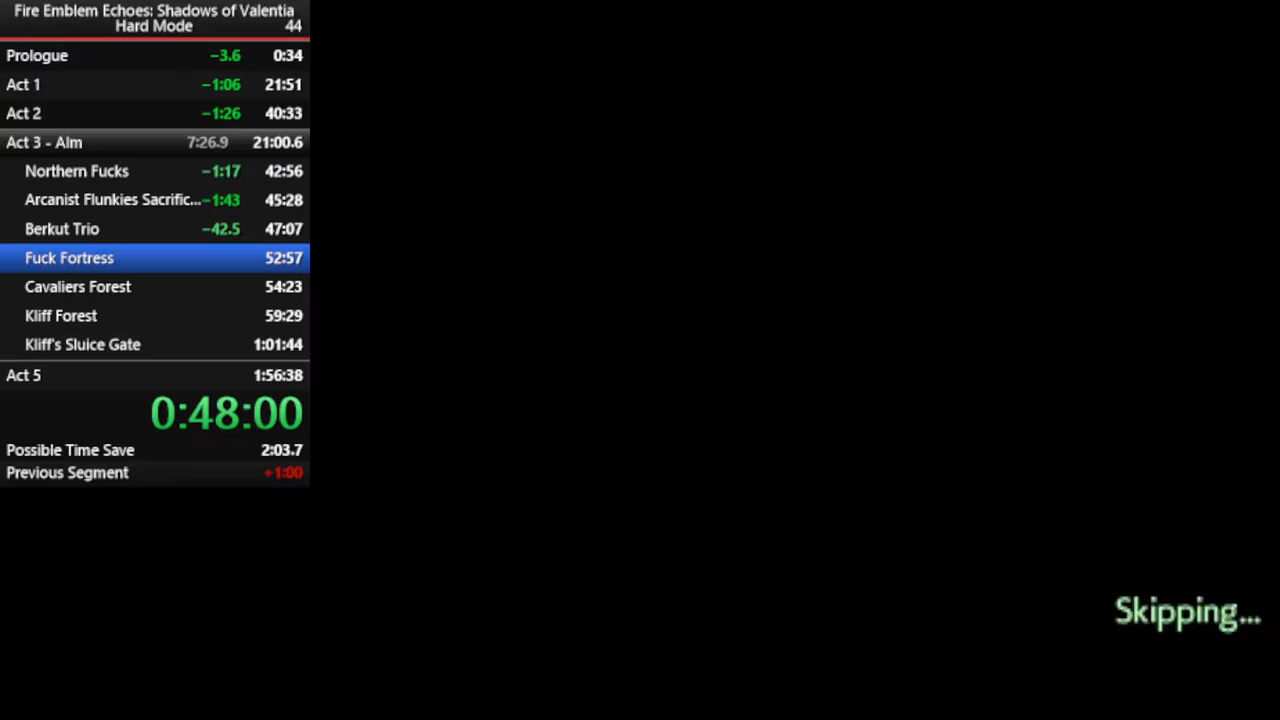 Fire Emblem Echoes: Shadows of Valentia
Hard Mode 44
Prologue −3.6 0:34
Act 1 −1:06 21:51
Act 2 −1:26 40:33
Act 3 - Alm 7:26.9 21:00.6
Northern Fucks −1:17 42:56
Arcanist Flunkies Sacrific... −1:43 45:28
Berkut Trio −42.5 47:07
Fuck Fortress 52:57
Cavaliers Forest 54:23
Kliff Forest 59:29
Kliff's Sluice Gate 1:01:44
Act 5 1:56:38
0:48:00
Possible Time Save 2:03.7
Previous Segment +1:00
Skipping...